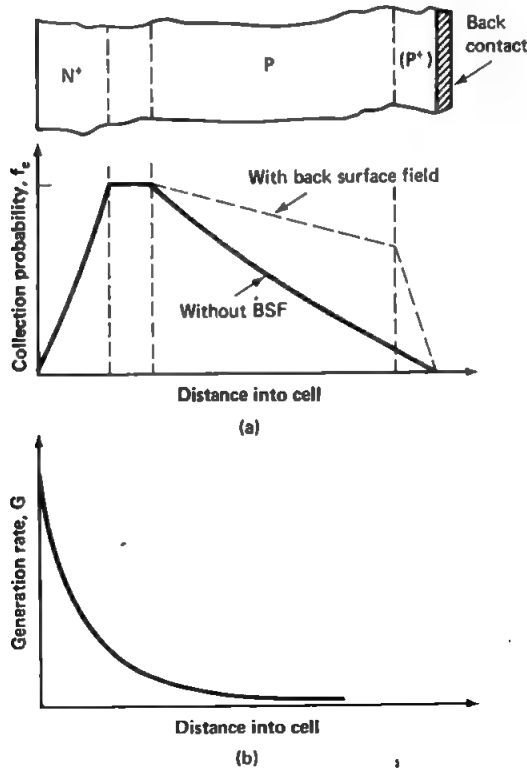 Back
contact
N+
P
(P+)
Collection probability, fc
With back surface field
Without BSF
Distance into cell
(a)
Generation rate, G
Distance into cell
(b)